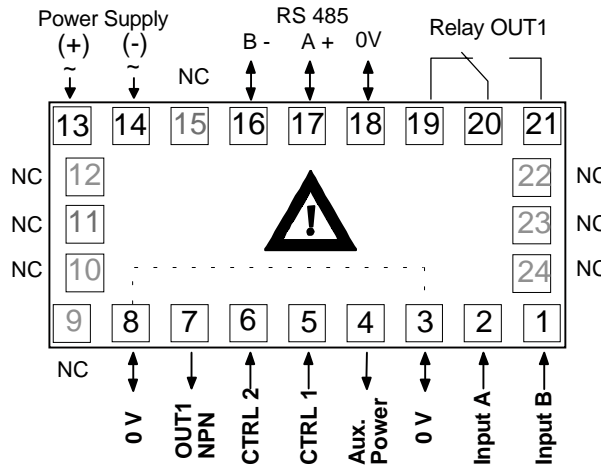 Power Supply RS 485 Relay OUT1
(+) (-) B - A + 0V
~ ~ NC
13 14 15 16 17 18 19 20 21
NC 12 22 NC
NC 11 23 NC
NC 10 24 NC
!
9 8 7 6 5 4 3 2 1
NC
0 V
OUT1
NPN
CTRL 2
CTRL 1
Aux.
Power
0 V
Input A
Input B